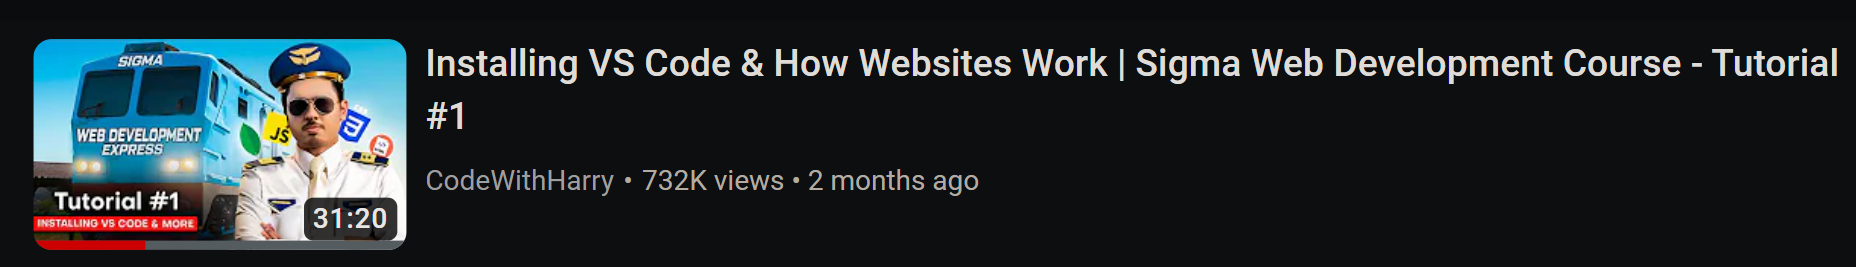 SIGMA
WEB DEVELOPMENT
EXPRESS
JS
Tutorial #1
INSTALLING VS CODE & MORE
31:20
Installing VS Code & How Websites Work | Sigma Web Development Course - Tutorial
#1
CodeWithHarry • 732K views • 2 months ago